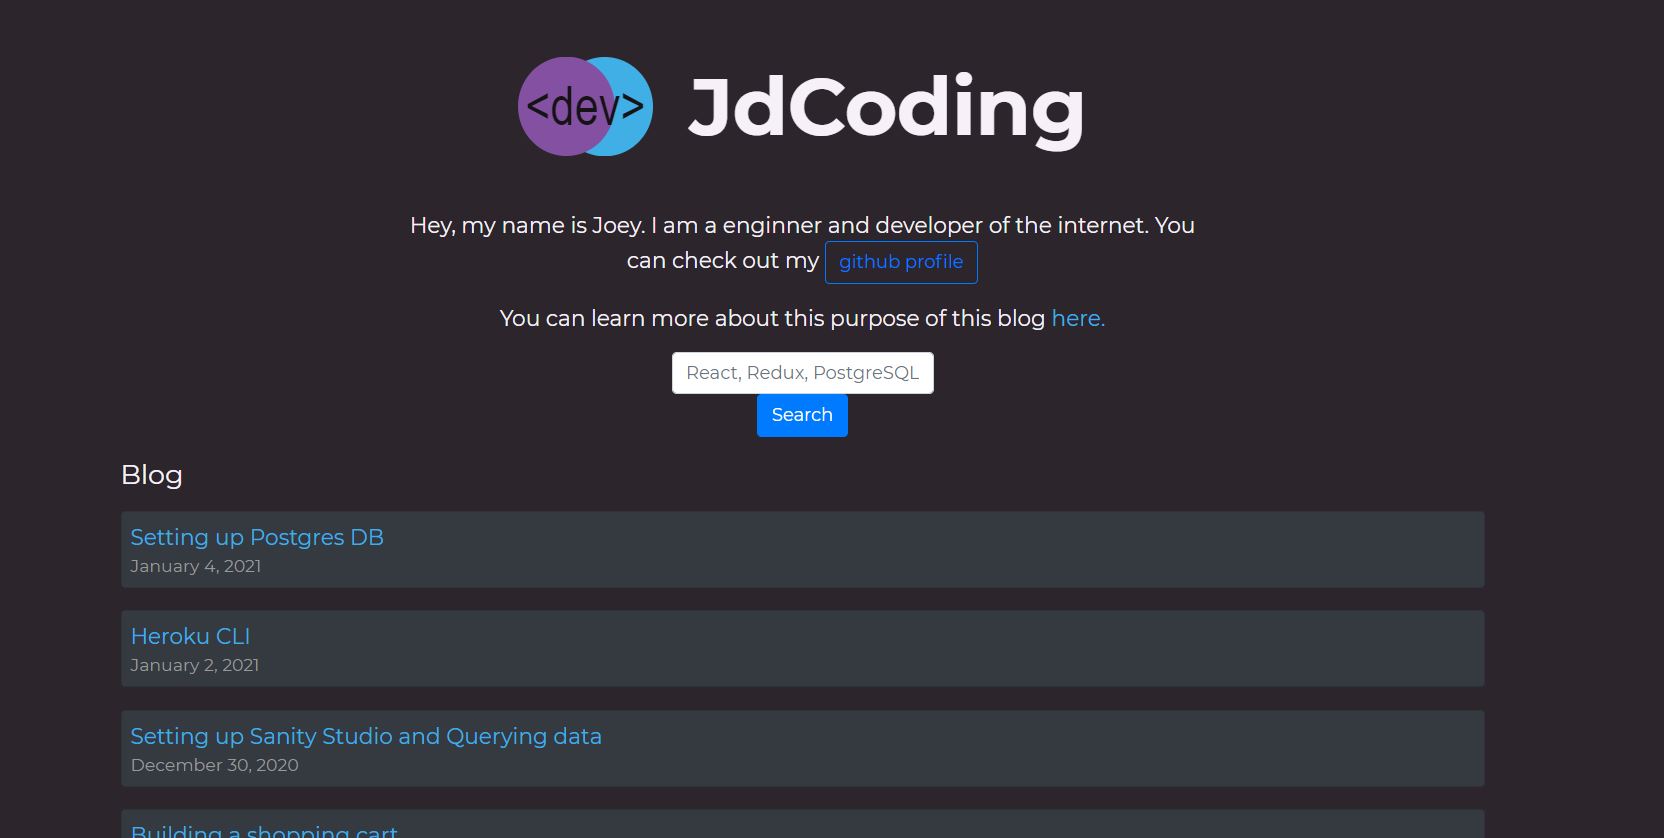 <dev> JdCoding
Hey, my name is Joey. I am a enginner and developer of the internet. You
can check out my github profile
You can learn more about this purpose of this blog here.
React, Redux, PostgreSQL
Search
Blog
Setting up Postgres DB
January 4, 2021
Heroku CLI
January 2, 2021
Setting up Sanity Studio and Querying data
December 30, 2020
Building a shopping cart